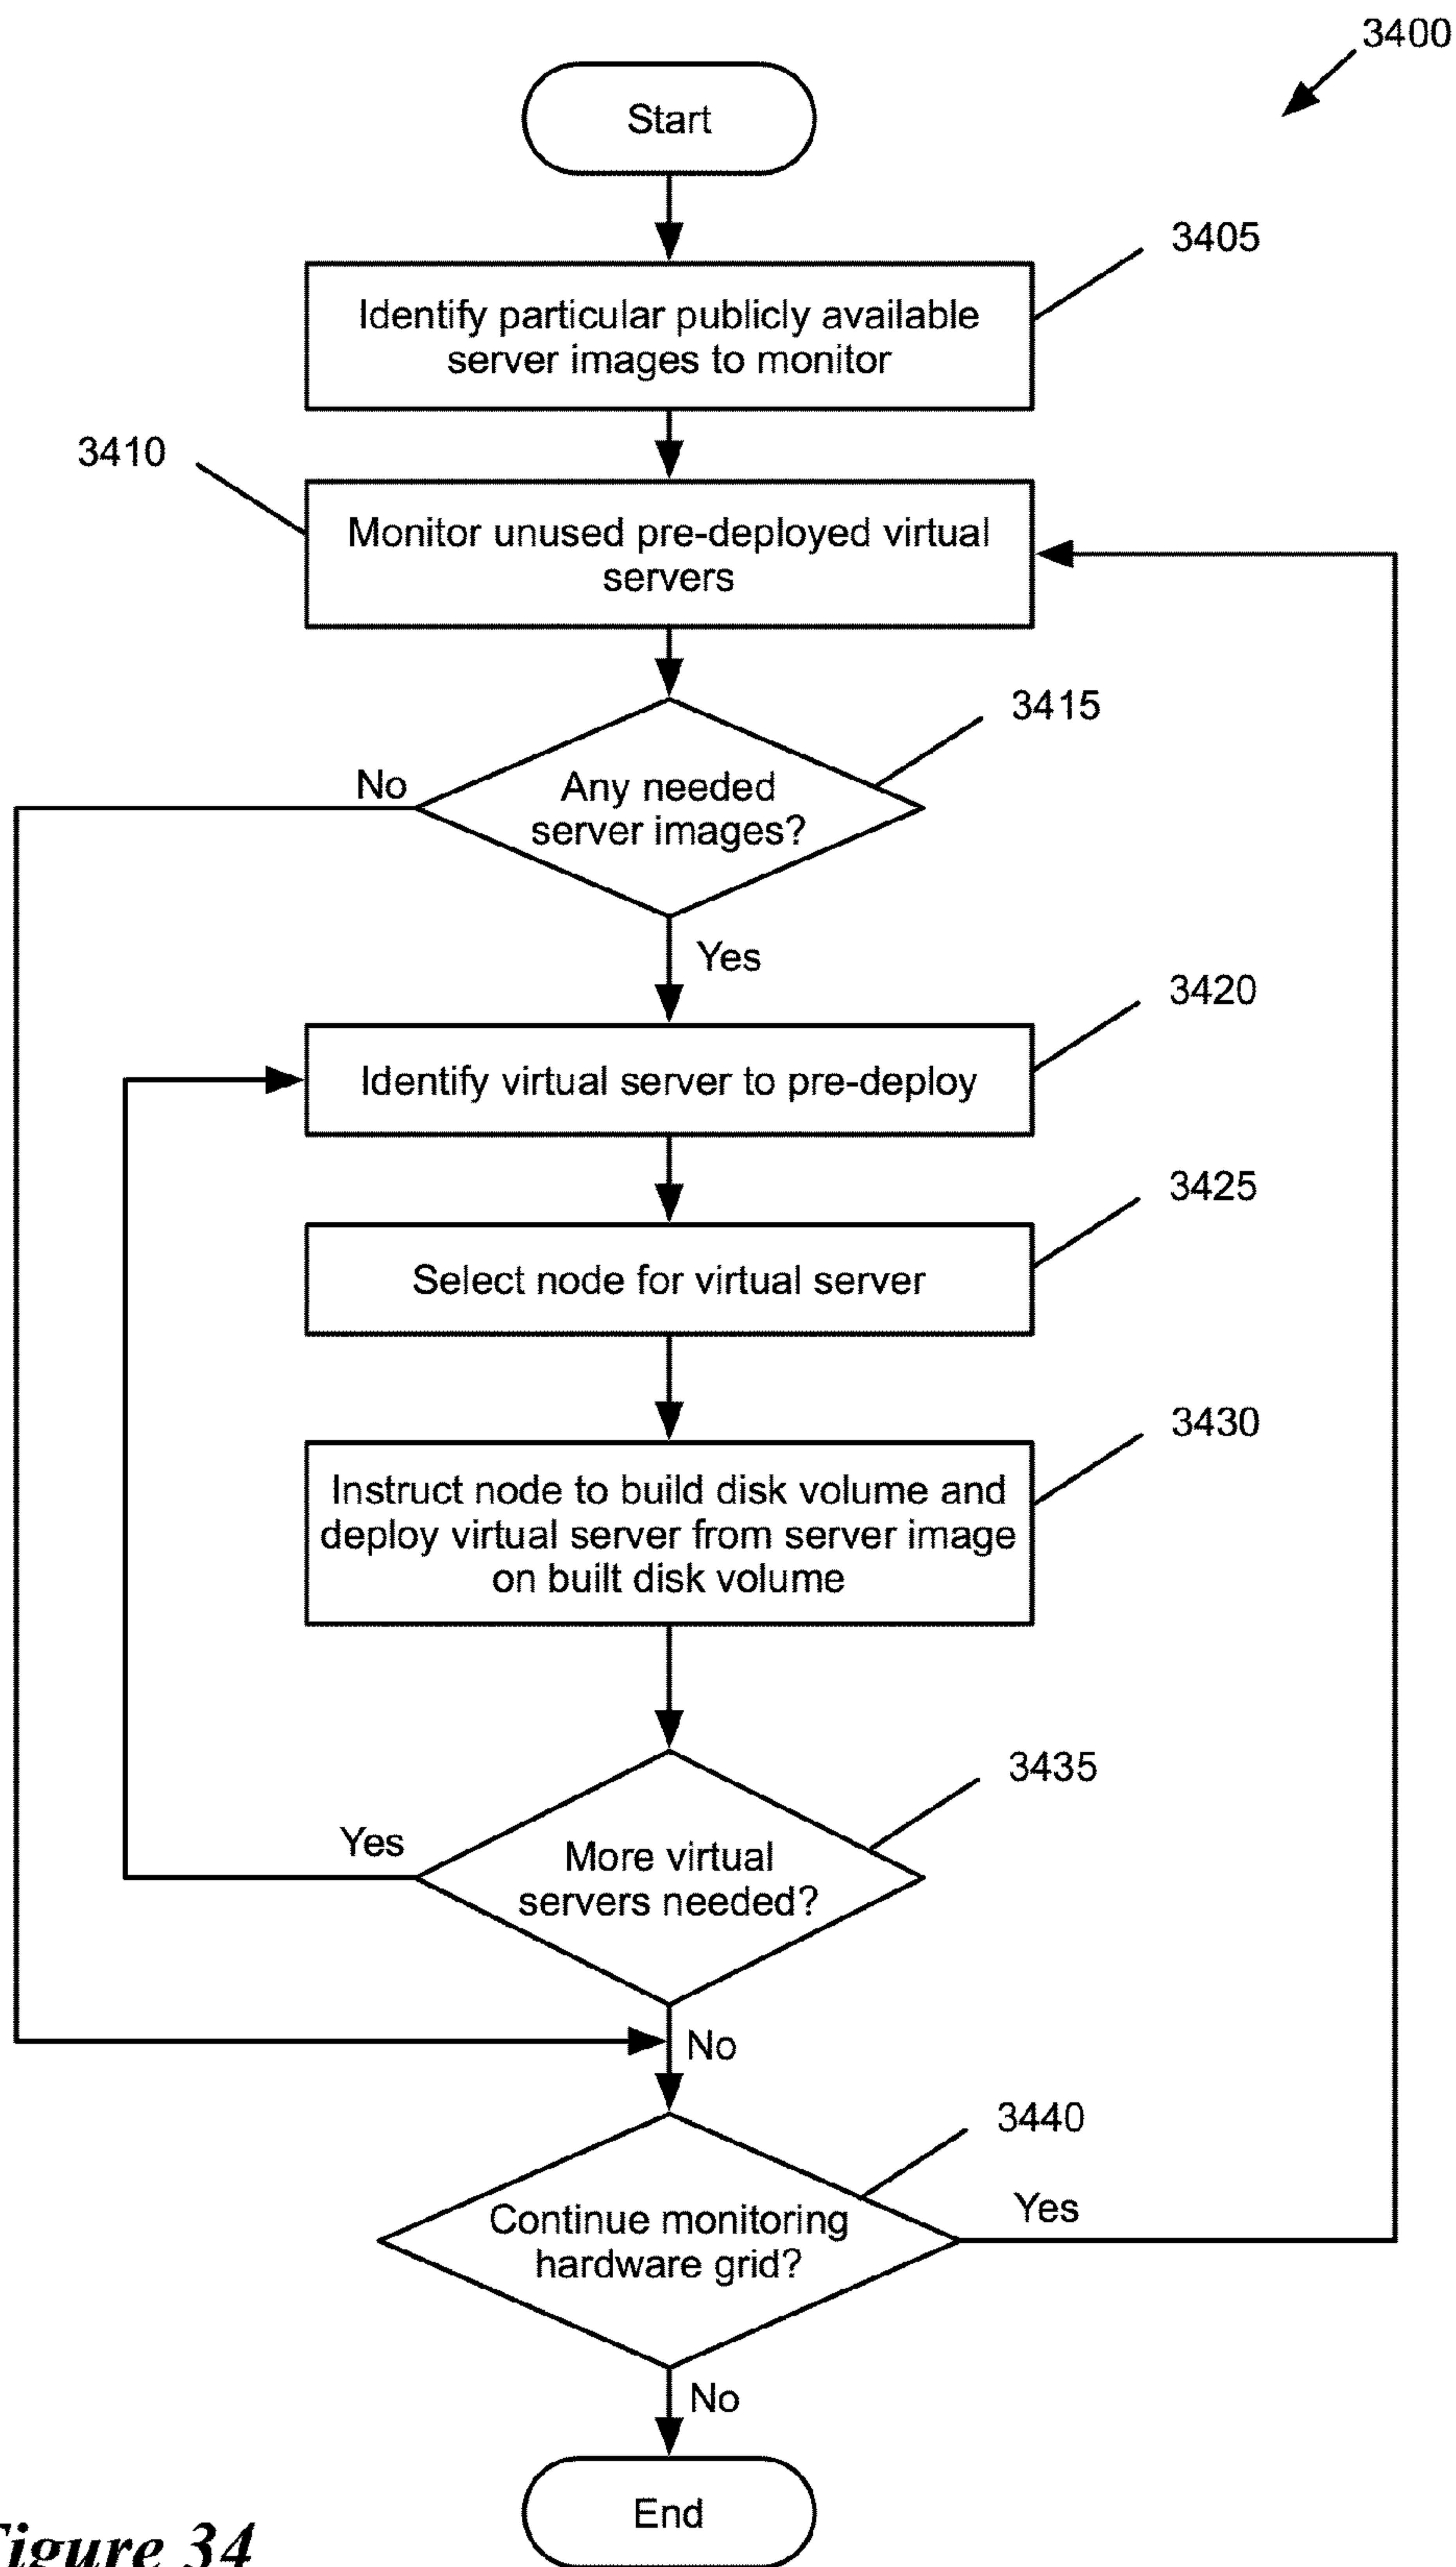 3400
Start
3405
Identify particular publicly available
server images to monitor
3410
Monitor unused pre-deployed virtual
servers
3415
No
Any needed
server images?
Yes
3420
Identify virtual server to pre-deploy
3425
Select node for virtual server
3430
Instruct node to build disk volume and
deploy virtual server from server image
on built disk volume
3435
Yes
More virtual
servers needed?
No
3440
Continue monitoring
hardware grid?
Yes
No
End
Figure 34